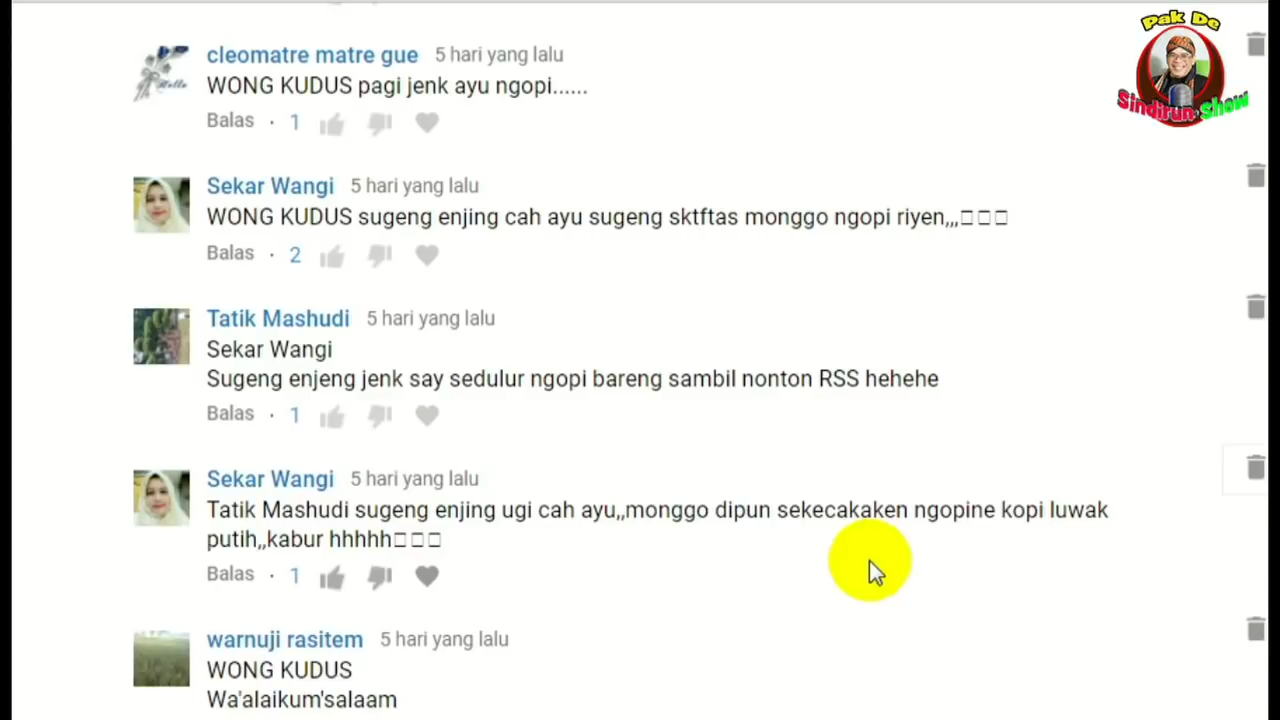 Pak De
Sindirun Show
cleomatre matre gue 5 hari yang lalu
WONG KUDUS pagi jenk ayu ngopi......
Balas · 1
Sekar Wangi 5 hari yang lalu
WONG KUDUS sugeng enjing cah ayu sugeng sktftas monggo ngopi riyen,,,□□□
Balas · 2
Tatik Mashudi 5 hari yang lalu
Sekar Wangi
Sugeng enjeng jenk say sedulur ngopi bareng sambil nonton RSS hehehe
Balas · 1
Sekar Wangi 5 hari yang lalu
Tatik Mashudi sugeng enjing ugi cah ayu,,monggo dipun sekecakaken ngopine kopi luwak
putih,,kabur hhhhh□□□
Balas · 1
warnuji rasitem 5 hari yang lalu
WONG KUDUS
Wa'alaikum'salaam